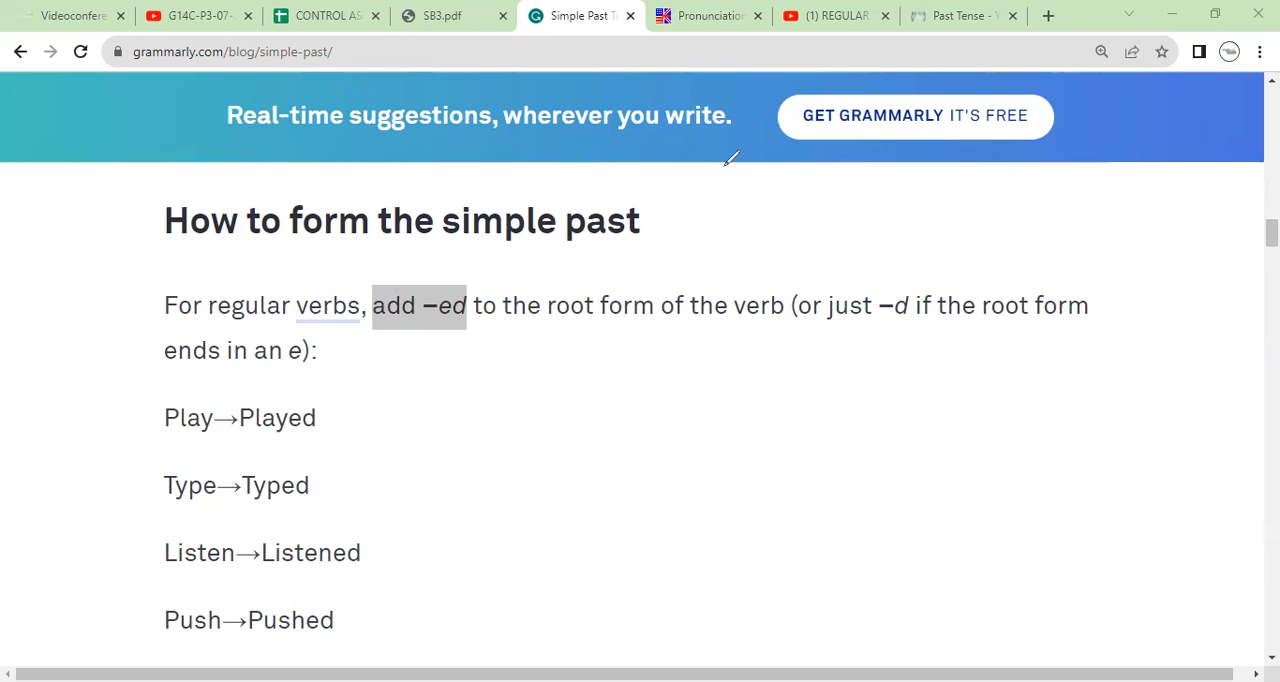 Videoconfere
G14C-P3-07-
CONTROL AS
SB3.pdf
Simple Past T
Pronunciation
(1) REGULAR
Past Tense -
grammarly.com/blog/simple-past/
Real-time suggestions, wherever you write.
GET GRAMMARLY IT'S FREE
How to form the simple past
For regular verbs, add –ed to the root form of the verb (or just –d if the root form
ends in an e):
Play→Played
Type→Typed
Listen→Listened
Push→Pushed